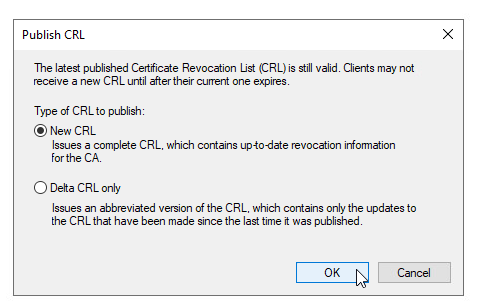 Publish CRL
The latest published Certificate Revocation List (CRL) is still valid. Clients may not
receive a new CRL until after their current one expires.
Type of CRL to publish:
New CRL
Issues a complete CRL, which contains up-to-date revocation information
for the CA.
Delta CRL only
Issues an abbreviated version of the CRL, which contains only the updates to
the CRL that have been made since the last time it was published.
OK
Cancel